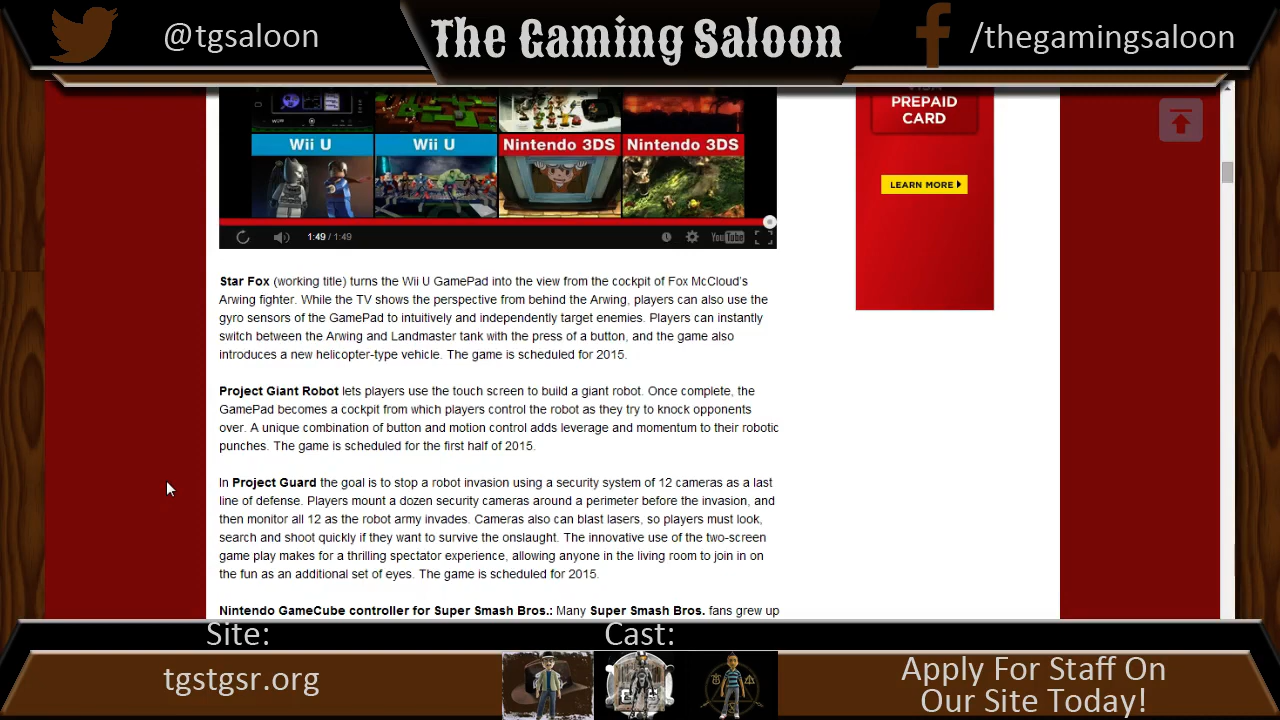 @tgsaloon
The Gaming Saloon
/thegamingsaloon
PREPAID
CARD
LEARN MORE
Wii U
Wii U
Nintendo 3DS
Nintendo 3DS
1:49 / 1:49
YouTube
Star Fox (working title) turns the Wii U GamePad into the view from the cockpit of Fox McCloud's
Arwing fighter. While the TV shows the perspective from behind the Arwing, players can also use the
gyro sensors of the GamePad to intuitively and independently target enemies. Players can instantly
switch between the Arwing and Landmaster tank with the press of a button, and the game also
introduces a new helicopter-type vehicle. The game is scheduled for 2015.
Project Giant Robot lets players use the touch screen to build a giant robot. Once complete, the
GamePad becomes a cockpit from which players control the robot as they try to knock opponents
over. A unique combination of button and motion control adds leverage and momentum to their robotic
punches. The game is scheduled for the first half of 2015.
In Project Guard the goal is to stop a robot invasion using a security system of 12 cameras as a last
line of defense. Players mount a dozen security cameras around a perimeter before the invasion, and
then monitor all 12 as the robot army invades. Cameras also can blast lasers, so players must look,
search and shoot quickly if they want to survive the onslaught. The innovative use of the two-screen
game play makes for a thrilling spectator experience, allowing anyone in the living room to join in on
the fun as an additional set of eyes. The game is scheduled for 2015.
Nintendo GameCube controller for Super Smash Bros.: Many Super Smash Bros. fans grew up
Site:
Cast:
tgstgsr.org
Apply For Staff On
Our Site Today!